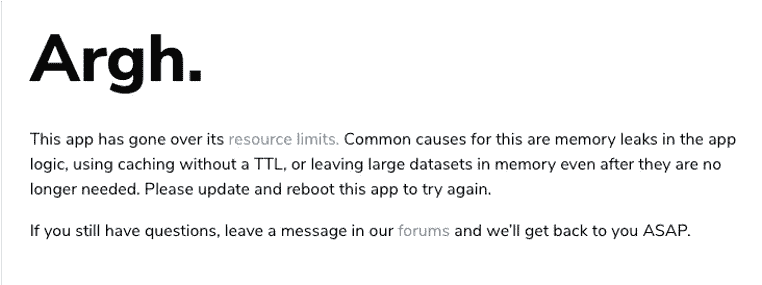 Argh.
This app has gone over its resource limits. Common causes for this are memory leaks in the app
logic, using caching without a TTL, or leaving large datasets in memory even after they are no
longer needed. Please update and reboot this app to try again.
If you still have questions, leave a message in our forums and we'll get back to you ASAP.